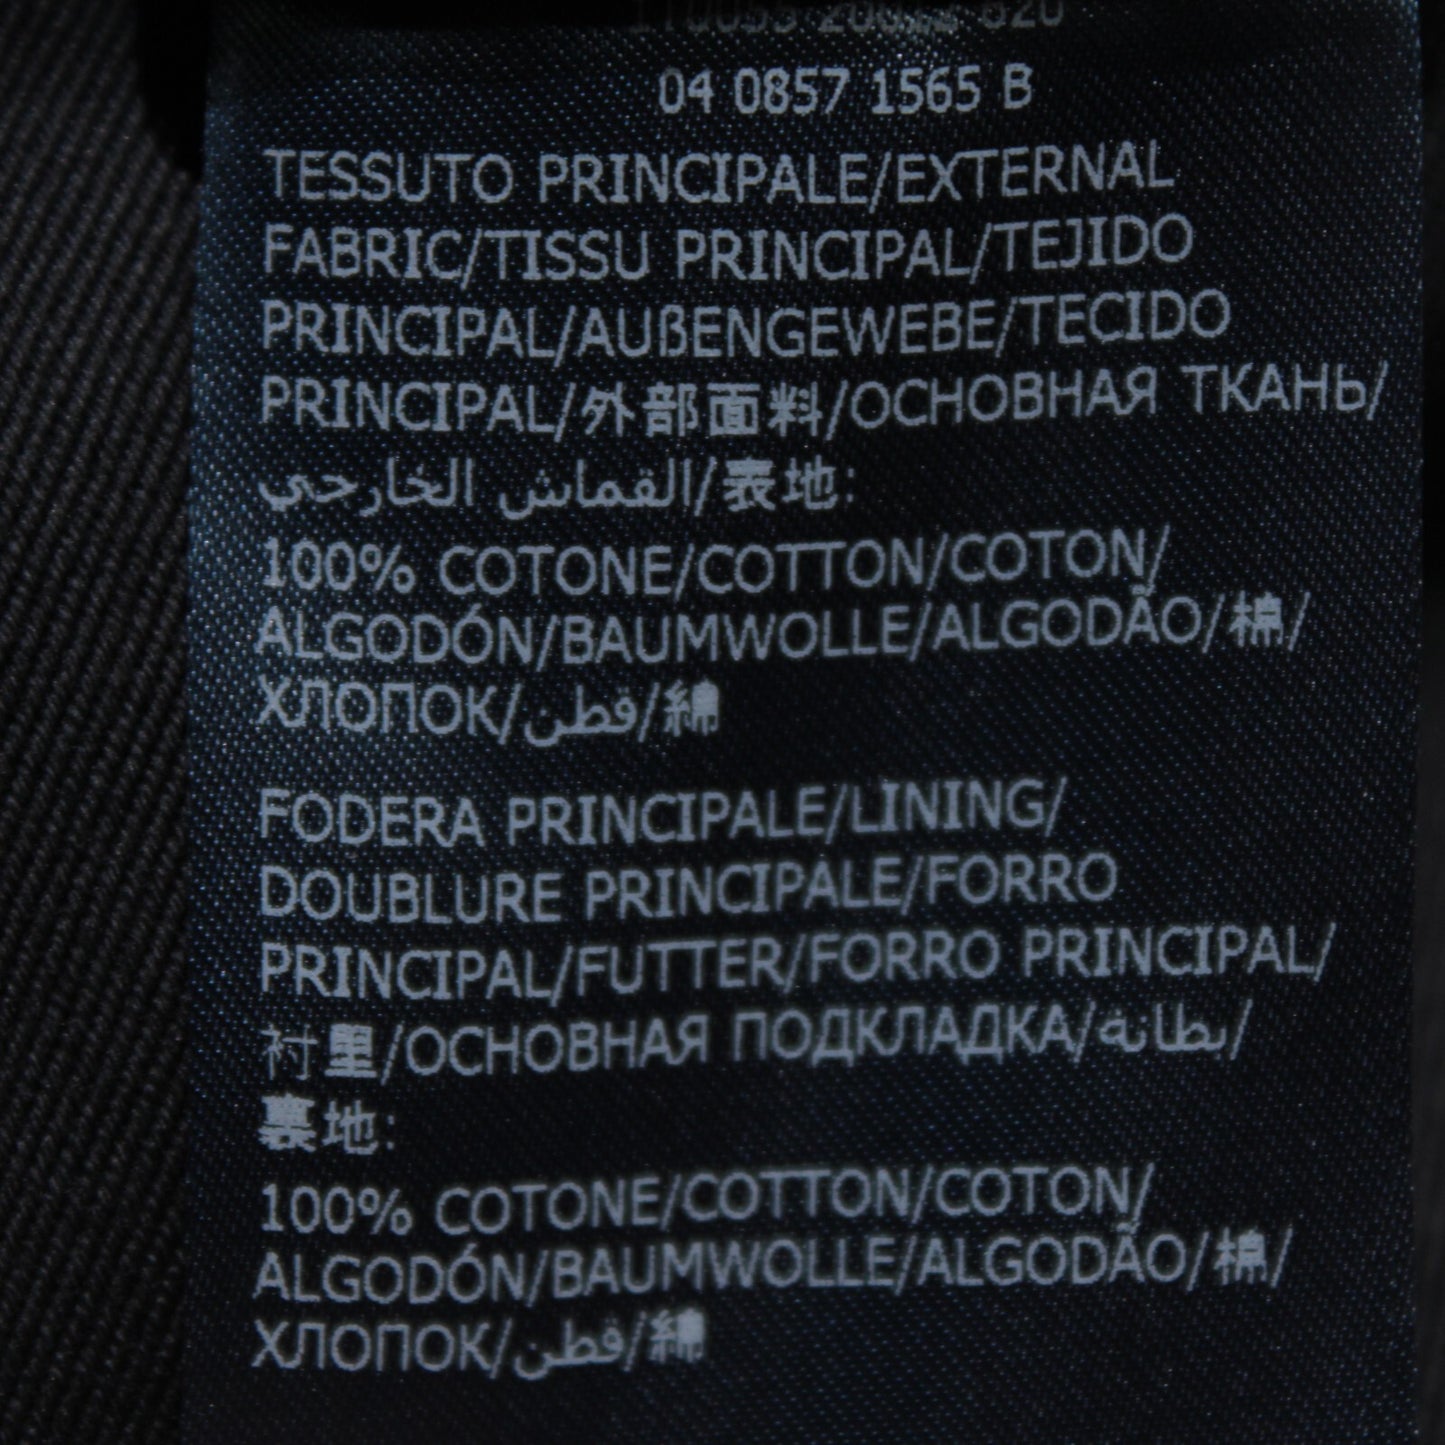 04 0857 1565 B
TESSUTO PRINCIPALE/EXTERNAL
FABRIC/TISSU PRINCIPAL/TEJIDO
PRINCIPAL/AUßENGEWEBE/TECIDO
PRINCIPAL/外部面料/ОСНОВНАЯ ТКАНЬ/
القماش الخارجي/表地:
100% COTONE/COTTON/COTON/
ALGODÓN/BAUMWOLLE/ALGODÃO/棉/
ХЛОПОК/قطن/綿
FODERA PRINCIPALE/LINING/
DOUBLURE PRINCIPALE/FORRO
PRINCIPAL/FUTTER/FORRO PRINCIPAL/
衬里/ОСНОВНАЯ ПОДКЛАДКА/بطانة/
裏地:
100% COTONE/COTTON/COTON/
ALGODÓN/BAUMWOLLE/ALGODÃO/棉/
ХЛОПОК/قطن/綿